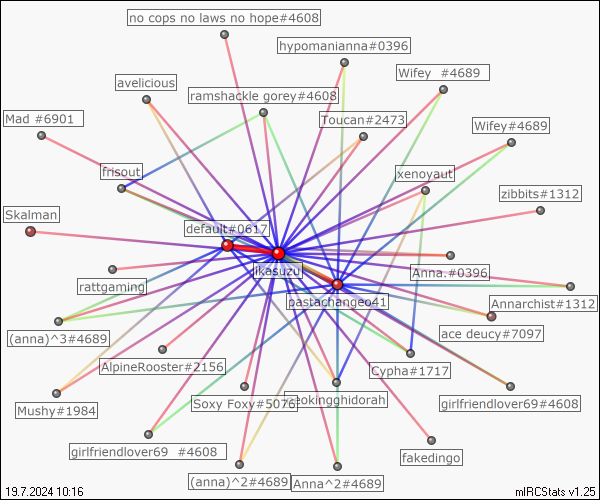 no cops no laws no hope#4608
hypomanianna#0396
Wifey  #4689
avelicious
ramshackle gorey#4608
Mad #6901
Toucan#2473
Wifey#4689
frisout
xenoyaut
zibbits#1312
Skalman
default#0617
ikasuzu
Anna.#0396
rattgaming
pastachangeo41
Annarchist#1312
(anna)^3#4689
ace deucy#7097
AlpineRooster#2156
Cypha#1717
Mushy#1984
Soxy Foxy#5076
eokingghidorah
girlfriendlover69#4608
girlfriendlover69  #4608
fakedingo
(anna)^2#4689
Anna^2#4689
19.7.2024 10:16
mIRCStats v1.25